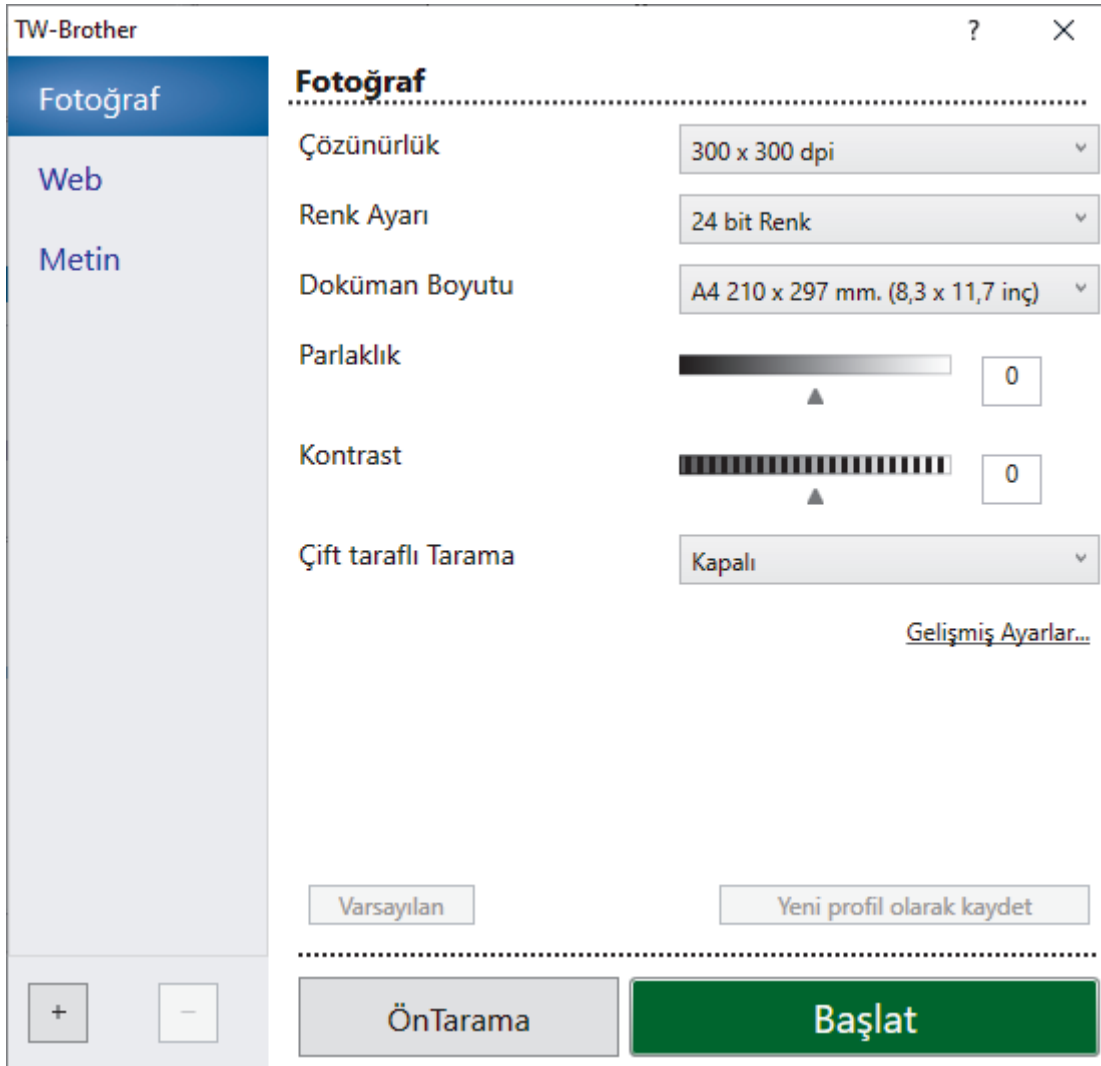 TW-Brother
?
Fotoğraf
Web
Metin
Fotoğraf
Çözünürlük
300 x 300 dpi
Renk Ayarı
24 bit Renk
Doküman Boyutu
A4 210 x 297 mm. (8,3 x 11,7 inç)
Parlaklık
0
Kontrast
0
Çift taraflı Tarama
Kapalı
Gelişmiş Ayarlar...
Varsayılan
Yeni profil olarak kaydet
+
−
ÖnTarama
Başlat